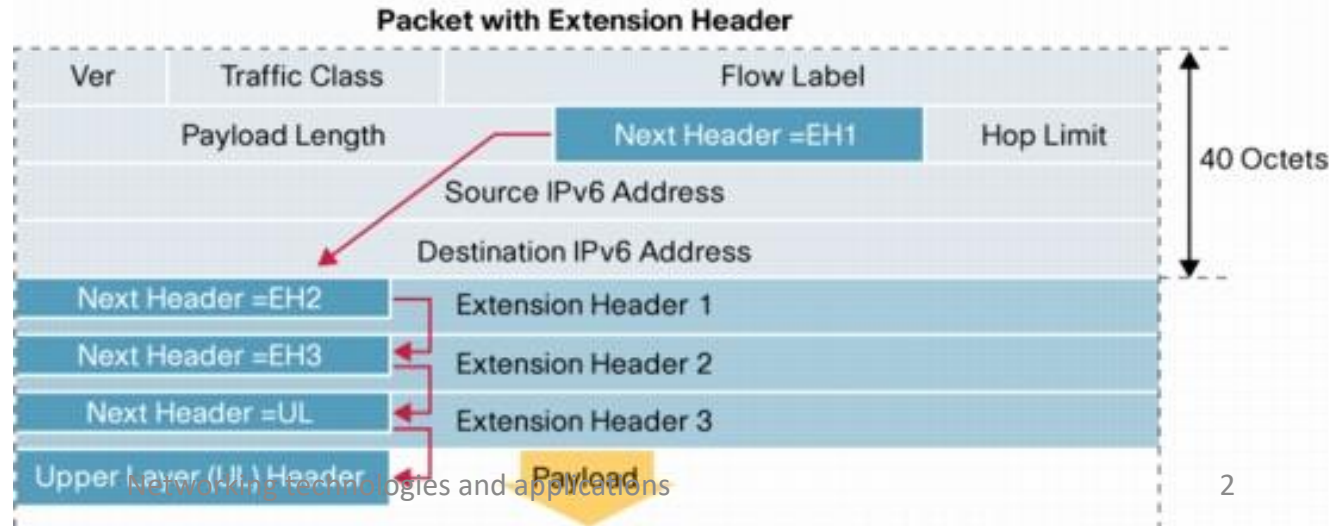 Packet with Extension Header
Ver Traffic Class Flow Label
Payload Length Next Header =EH1 Hop Limit
40 Octets
Source IPv6 Address
Destination IPv6 Address
Next Header =EH2 Extension Header 1
Next Header =EH3 Extension Header 2
Next Header =UL Extension Header 3
Upper Layer (UL) Header Payload
Networking technologies and applications 2